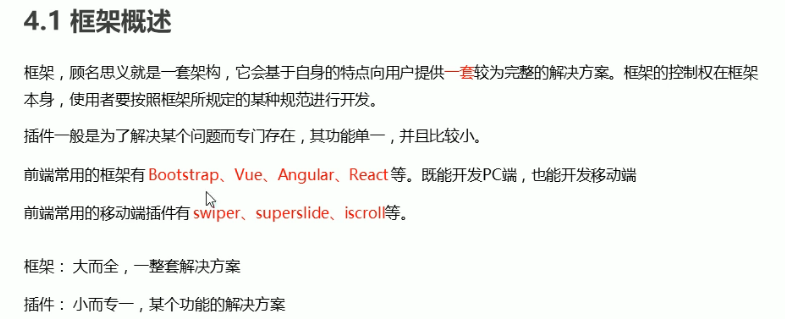 4.1 框架概述
框架，顾名思义就是一套架构，它会基于自身的特点向用户提供一套较为完整的解决方案。框架的控制权在框架
本身，使用者要按照框架所规定的某种规范进行开发。
插件一般是为了解决某个问题而专门存在，其功能单一，并且比较小。
前端常用的框架有 Bootstrap、Vue、Angular、React 等。既能开发PC端，也能开发移动端
前端常用的移动端插件有 swiper、superslide、iscroll等。
框架： 大而全，一整套解决方案
插件： 小而专一，某个功能的解决方案